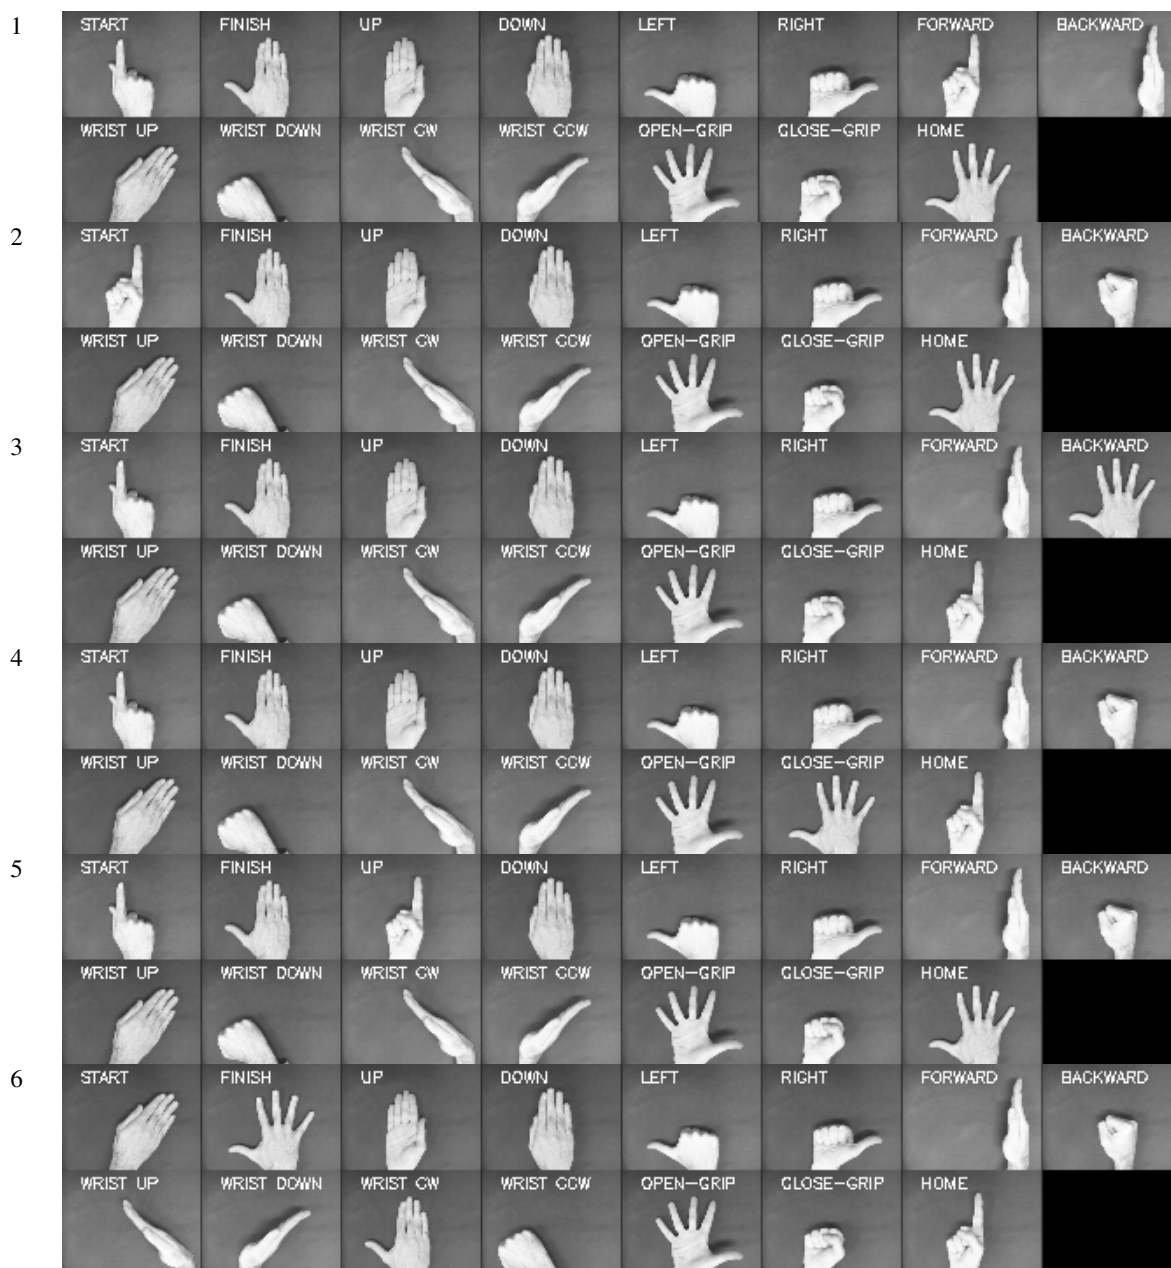 1 START FINISH UP DOWN LEFT RIGHT FORWARD BACKWARD
WRIST UP WRIST DOWN WRIST CW WRIST CCW OPEN-GRIP CLOSE-GRIP HOME
2 START FINISH UP DOWN LEFT RIGHT FORWARD BACKWARD
WRIST UP WRIST DOWN WRIST CW WRIST CCW OPEN-GRIP CLOSE-GRIP HOME
3 START FINISH UP DOWN LEFT RIGHT FORWARD BACKWARD
WRIST UP WRIST DOWN WRIST CW WRIST CCW OPEN-GRIP CLOSE-GRIP HOME
4 START FINISH UP DOWN LEFT RIGHT FORWARD BACKWARD
WRIST UP WRIST DOWN WRIST CW WRIST CCW OPEN-GRIP CLOSE-GRIP HOME
5 START FINISH UP DOWN LEFT RIGHT FORWARD BACKWARD
WRIST UP WRIST DOWN WRIST CW WRIST CCW OPEN-GRIP CLOSE-GRIP HOME
6 START FINISH UP DOWN LEFT RIGHT FORWARD BACKWARD
WRIST UP WRIST DOWN WRIST CW WRIST CCW OPEN-GRIP CLOSE-GRIP HOME